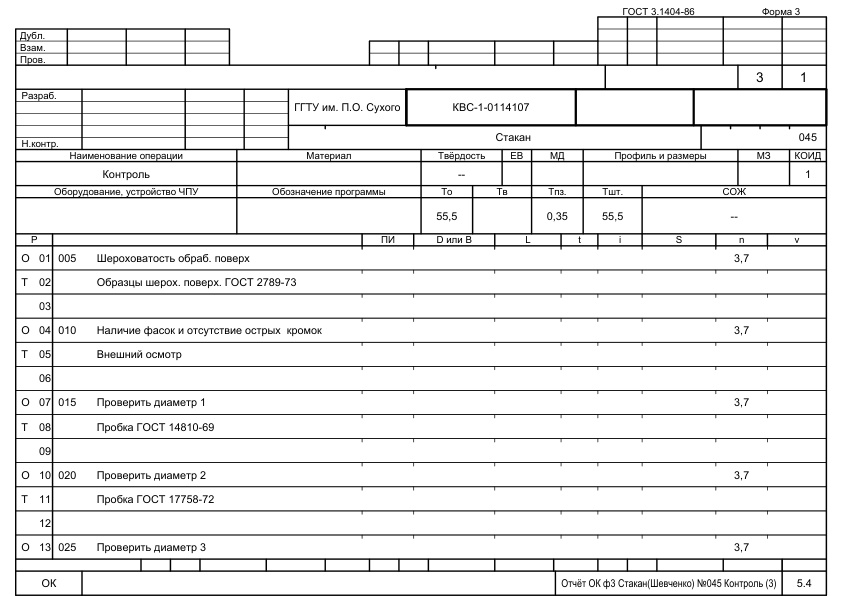 ГОСТ 3.1404-86 Форма 3
Дубл.
Взам.
Пров.
3 1
Разраб.
ГГТУ им. П.О. Сухого КВС-1-0114107
Н.контр. Стакан 045
Наименование операции Материал Твёрдость ЕВ МД Профиль и размеры МЗ КОИД
Контроль -- 1
Оборудование, устройство ЧПУ Обозначение программы То Тв Тпз. Тшт. СОЖ
55,5 0,35 55,5 --
Р ПИ D или B L t i S n v
О 01 005 Шероховатость обраб. поверх 3,7
Т 02 Образцы шерох. поверх. ГОСТ 2789-73
03
О 04 010 Наличие фасок и отсутствие острых кромок 3,7
Т 05 Внешний осмотр
06
О 07 015 Проверить диаметр 1 3,7
Т 08 Пробка ГОСТ 14810-69
09
О 10 020 Проверить диаметр 2 3,7
Т 11 Пробка ГОСТ 17758-72
12
О 13 025 Проверить диаметр 3 3,7
ОК Отчёт ОК ф3 Стакан(Шевченко) №045 Контроль (3) 5.4